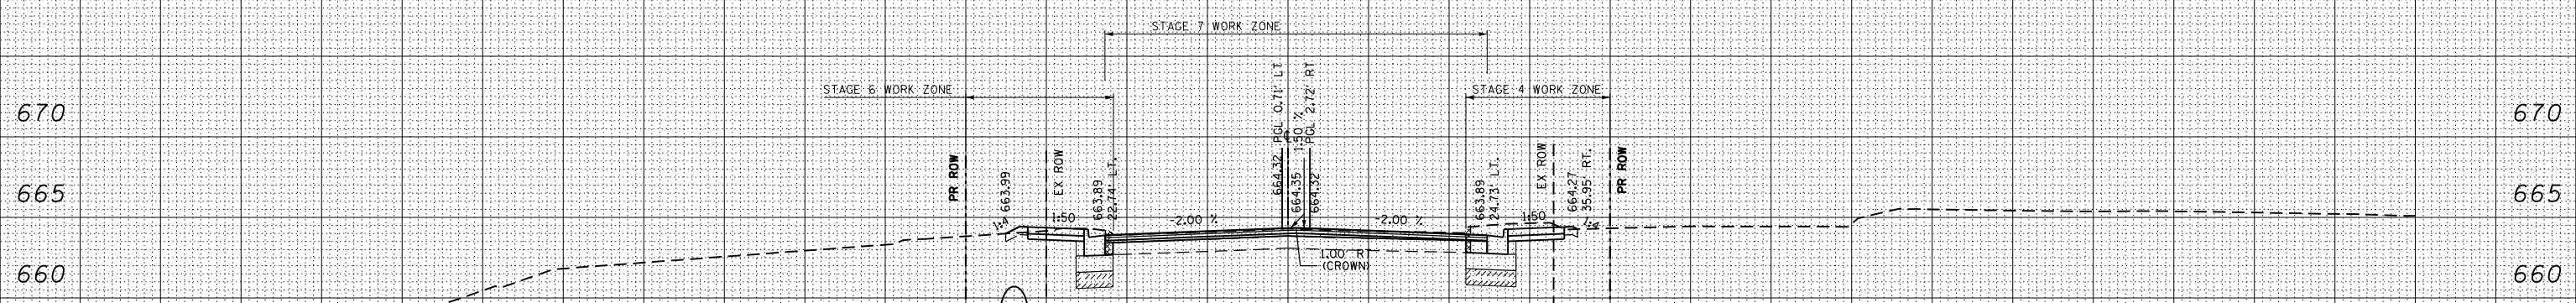 STAGE 7 WORK ZONE
STAGE 6 WORK ZONE
STAGE 4 WORK ZONE
670
670
PGL 0.71' LT
1.50 %
PGL 2.72' RT
PR ROW
663.99
EX ROW
663.89
22.74' LT.
664.32
664.35
664.32
663.89
24.73' LT.
EX ROW
664.27
35.95' RT.
PR ROW
665
665
1:4
1:50
-2.00 %
-2.00 %
1:50
1:4
1.00' RT
(CROWN)
660
660